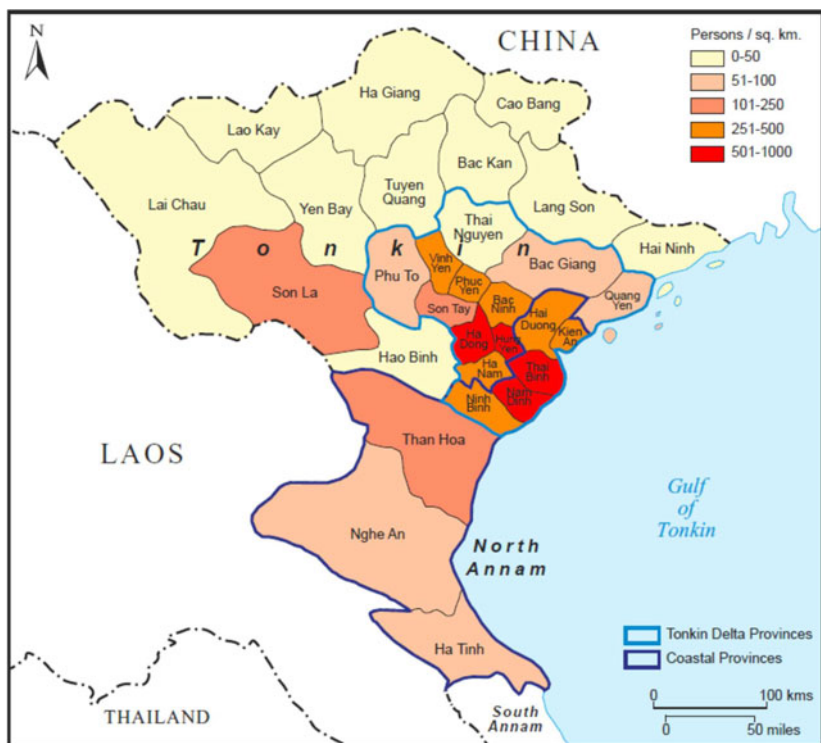 N
CHINA
Persons / sq. km.
0-50
51-100
101-250
251-500
501-1000
Ha Giang
Cao Bang
Lao Kay
Bac Kan
Tuyen
Quang
Lai Chau
Yen Bay
Lang Son
Thai
Nguyen
Hai Ninh
Tonkin
Vinh
Yen
Bac Giang
Phu To
Phuc
Yen
Son La
Quang
Yen
Bac
Ninh
Son Tay
Hai
Duong
Kien
An
Ha
Dong
Hung
Yen
Hao Binh
Ha
Nam
Thai
Binh
Ninh
Binh
Nam
Dinh
Than Hoa
LAOS
Gulf
of
Tonkin
Nghe An
North
Annam
Tonkin Delta Provinces
Coastal Provinces
Ha Tinh
0 100 kms
THAILAND
South
Annam
0 50 miles